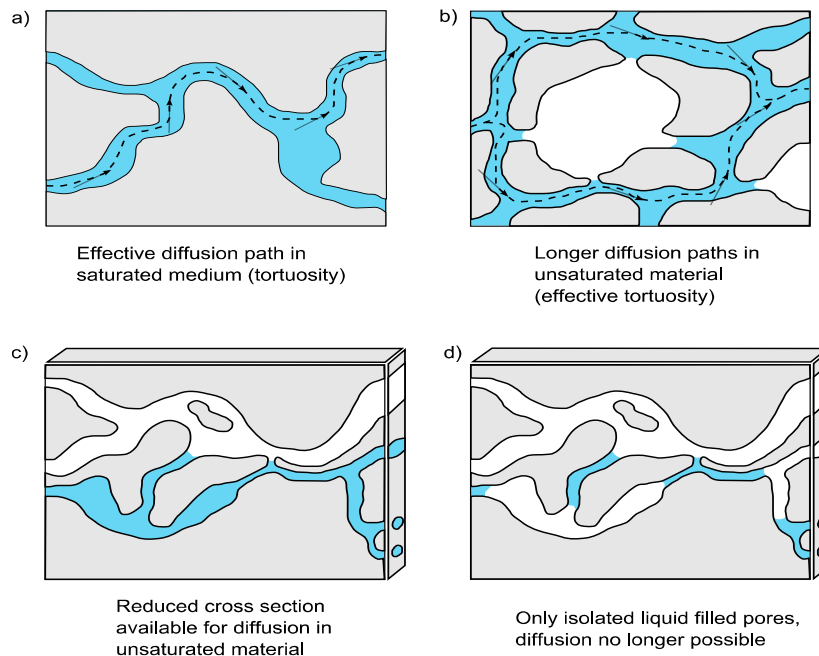 a)
Effective diffusion path in
saturated medium (tortuosity)
b)
Longer diffusion paths in
unsaturated material
(effective tortuosity)
c)
Reduced cross section
available for diffusion in
unsaturated material
d)
Only isolated liquid filled pores,
diffusion no longer possible